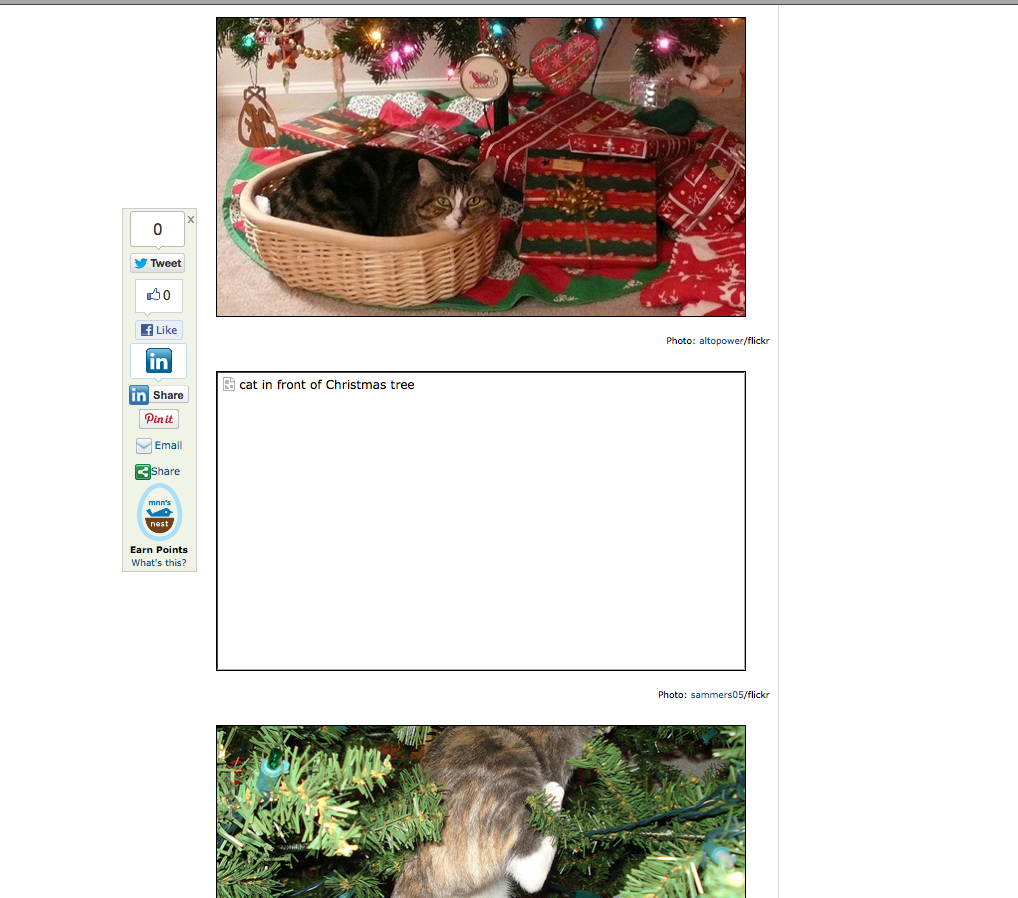 Photo: altopower/flickr
x
0
Tweet
0
Like
in
in Share
Pin it
Email
Share
mnn's
nest
Earn Points
What's this?
cat in front of Christmas tree
Photo: sammers05/flickr